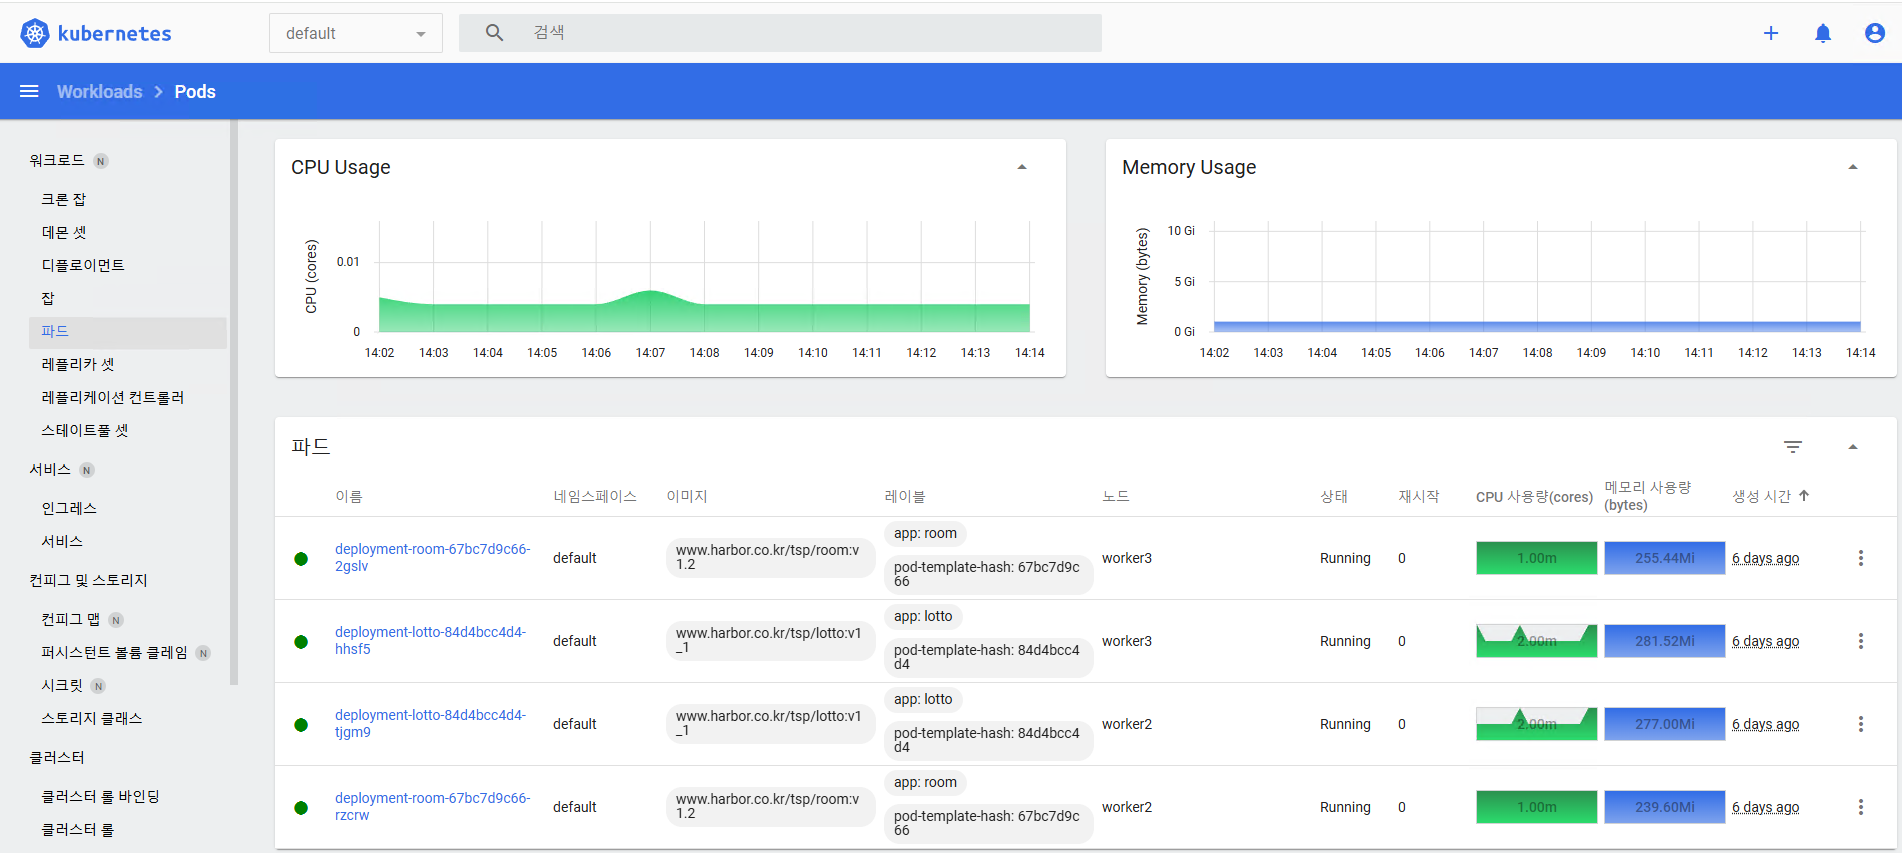 kubernetes
default
검색
Workloads > Pods
워크로드 N
크론 잡
데몬 셋
디플로이먼트
잡
파드
레플리카 셋
레플리케이션 컨트롤러
스테이트풀 셋
서비스 N
인그레스
서비스
컨피그 및 스토리지
컨피그 맵 N
퍼시스턴트 볼륨 클레임 N
시크릿 N
스토리지 클래스
클러스터
클러스터 롤 바인딩
클러스터 롤
CPU Usage
CPU (cores)
0.01
0
14:02 14:03 14:04 14:05 14:06 14:07 14:08 14:09 14:10 14:11 14:12 14:13 14:14
Memory Usage
Memory (bytes)
10 Gi
5 Gi
0 Gi
14:02 14:03 14:04 14:05 14:06 14:07 14:08 14:09 14:10 14:11 14:12 14:13 14:14
파드
이름 네임스페이스 이미지 레이블 노드 상태 재시작 CPU 사용량(cores) 메모리 사용량
(bytes) 생성 시간
deployment-room-67bc7d9c66-
2gslv
default
www.harbor.co.kr/tsp/room:v
1.2
app: room
pod-template-hash: 67bc7d9c
66
worker3
Running
0
1.00m
255.44Mi
6 days ago
deployment-lotto-84d4bcc4d4-
hhsf5
default
www.harbor.co.kr/tsp/lotto:v1
_1
app: lotto
pod-template-hash: 84d4bcc4
d4
worker3
Running
0
2.00m
281.52Mi
6 days ago
deployment-lotto-84d4bcc4d4-
tjgm9
default
www.harbor.co.kr/tsp/lotto:v1
_1
app: lotto
pod-template-hash: 84d4bcc4
d4
worker2
Running
0
2.00m
277.00Mi
6 days ago
deployment-room-67bc7d9c66-
rzcrw
default
www.harbor.co.kr/tsp/room:v
1.2
app: room
pod-template-hash: 67bc7d9c
66
worker2
Running
0
1.00m
239.60Mi
6 days ago